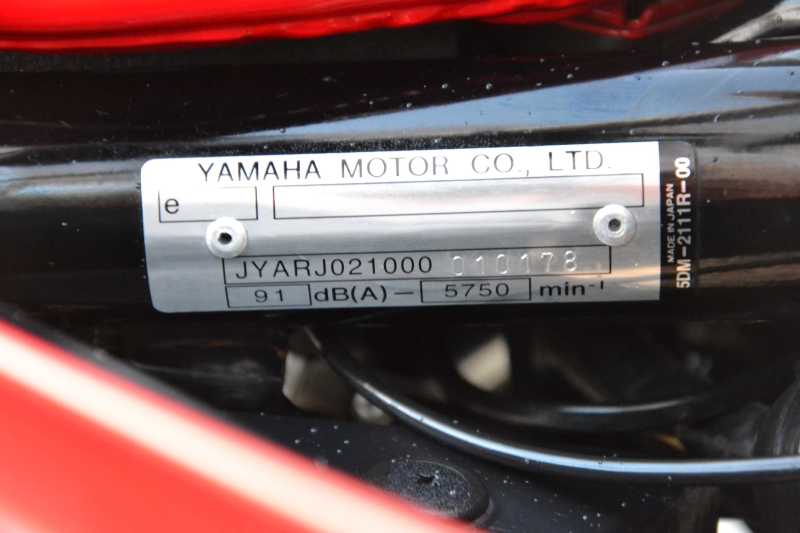 YAMAHA MOTOR CO., LTD.
e
JYARJ021000 010178
91 dB(A) – 5750 min⁻¹
MADE IN JAPAN
5DM-2111R-00